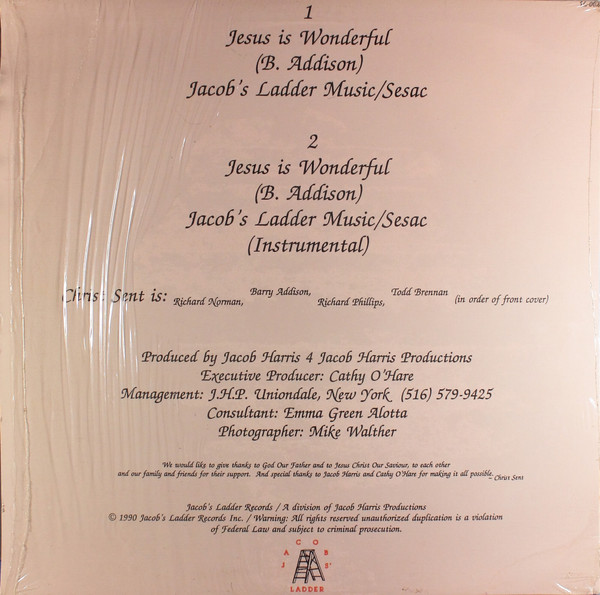 1
Jesus is Wonderful
(B. Addison)
Jacob's Ladder Music/Sesac
2
Jesus is Wonderful
(B. Addison)
Jacob's Ladder Music/Sesac
(Instrumental)
Christ Sent is: Richard Norman, Barry Addison, Richard Phillips, Todd Brennan (in order of front cover)
Produced by Jacob Harris 4 Jacob Harris Productions
Executive Producer: Cathy O'Hare
Management: J.H.P. Uniondale, New York (516) 579-9425
Consultant: Emma Green Alotta
Photographer: Mike Walther
We would like to give thanks to God Our Father and to Jesus Christ Our Saviour, to each other
and our family and friends for their support. And special thanks to Jacob Harris and Cathy O'Hare for making it all possible.
– Christ Sent
Jacob's Ladder Records / A division of Jacob Harris Productions
© 1990 Jacob's Ladder Records Inc. / Warning: All rights reserved unauthorized duplication is a violation
of Federal Law and subject to criminal prosecution.
JACOBS'
LADDER